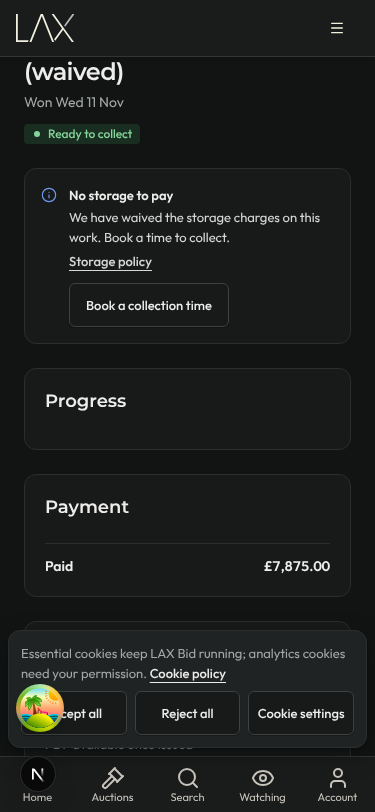 LAX
(waived)
Won Wed 11 Nov
Ready to collect
No storage to pay
We have waived the storage charges on this
work. Book a time to collect.
Storage policy
Book a collection time
Progress
Payment
Paid £7,875.00
Essential cookies keep LAX Bid running; analytics cookies
need your permission. Cookie policy
cept all Reject all Cookie settings
N
Home Auctions Search Watching Account